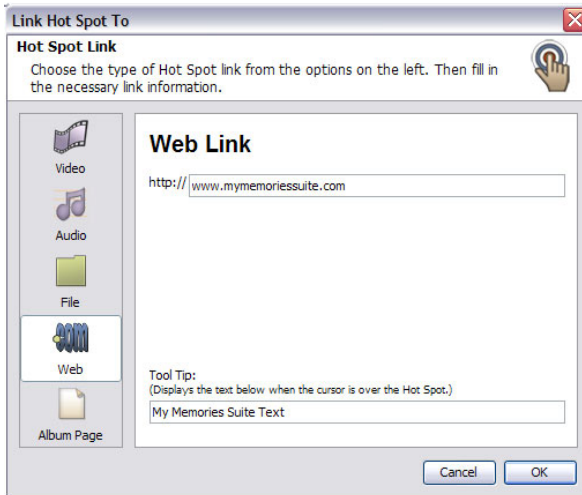 Link Hot Spot To
Hot Spot Link
Choose the type of Hot Spot link from the options on the left. Then fill in
the necessary link information.
Video
Audio
File
.com
Web
Album Page
Web Link
http:// www.mymemoriessuite.com
Tool Tip:
(Displays the text below when the cursor is over the Hot Spot.)
My Memories Suite Text
Cancel
OK